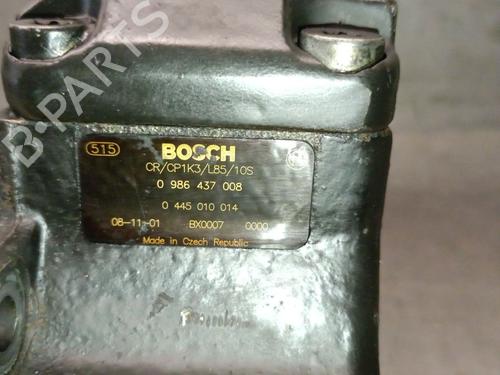 B-PARTS
515
BOSCH
CR/CP1K3/L85/10S
0 986 437 008
0 445 010 014
08-11-01 BX0007 0000
Made in Czech Republic